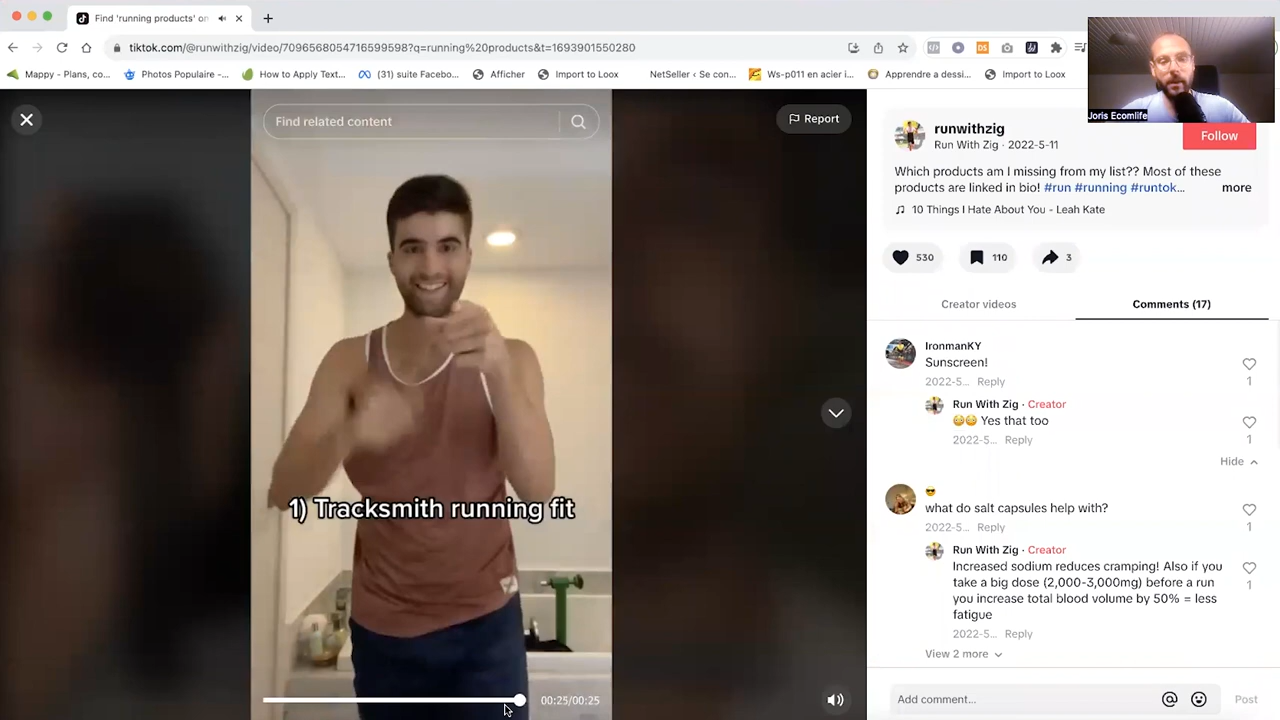 Find 'running products' on
tiktok.com/@runwithzig/video/7096568054716599598?q=running%20products&t=1693901550280
Mappy - Plans, co...
Photos Populaire -...
How to Apply Text...
(31) suite Facebo...
Afficher
Import to Loox
NetSeller ‹ Se con...
Ws-p011 en acier i...
Apprendre a dessi...
Import to Loox
Joris Ecomlife
Find related content
Report
runwithzig
Run With Zig · 2022-5-11
Follow
Which products am I missing from my list?? Most of these
products are linked in bio! #run #running #runtok...
more
10 Things I Hate About You - Leah Kate
530
110
3
Creator videos
Comments (17)
IronmanKY
Sunscreen!
2022-5... Reply
1
Run With Zig · Creator
Yes that too
2022-5... Reply
1
Hide
what do salt capsules help with?
2022-5... Reply
1
Run With Zig · Creator
Increased sodium reduces cramping! Also if you
take a big dose (2,000-3,000mg) before a run
you increase total blood volume by 50% = less
fatigue
2022-5... Reply
1
View 2 more
1) Tracksmith running fit
00:25/00:25
Add comment...
Post